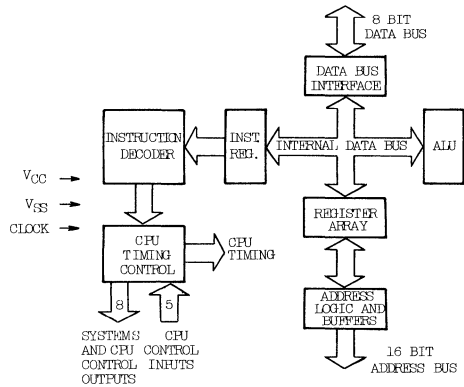 8 BIT
DATA BUS
DATA BUS
INTERFACE
INSTRUCTION
DECODER
INST
REG.
INTERNAL DATA BUS
ALU
VCC
VSS
CLOCK
REGISTER
ARRAY
CPU
TIMING
CONTROL
CPU
TIMING
8
5
ADDRESS
LOGIC AND
BUFFERS
SYSTEMS
AND CPU
CONTROL
OUTPUTS
CPU
CONTROL
INPUTS
16 BIT
ADDRESS BUS